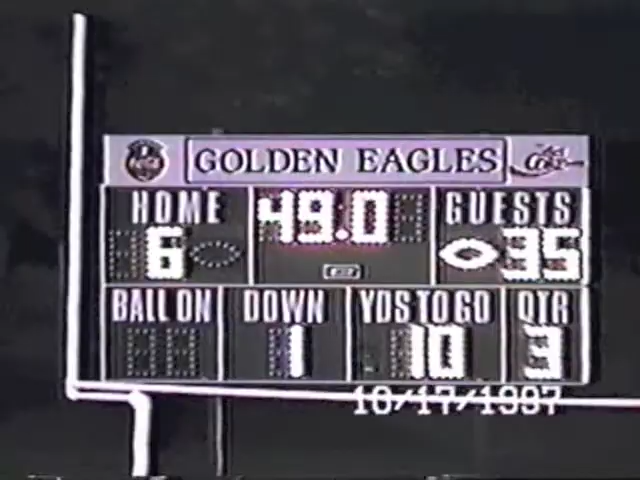 GOLDEN EAGLES
HOME 49.0 GUESTS
6 35
BALL ON DOWN YDS TO GO QTR
1 10 3
10/17/1997